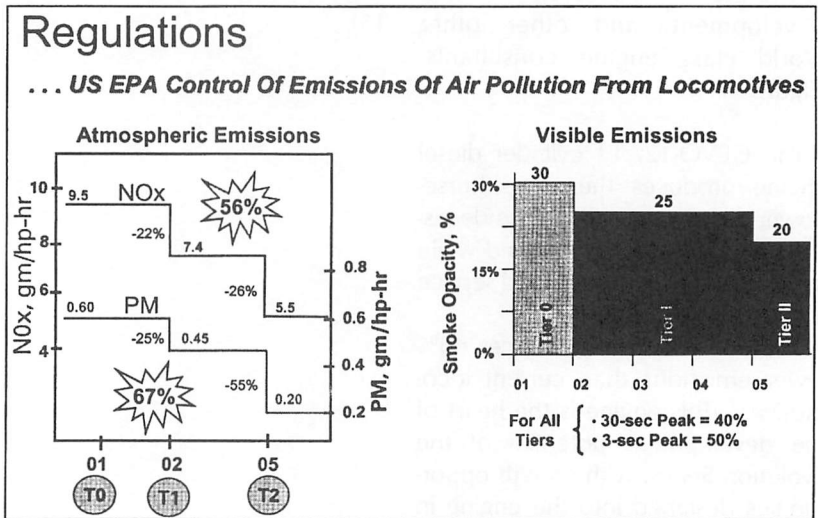 Regulations
. . . US EPA Control Of Emissions Of Air Pollution From Locomotives
Atmospheric Emissions
N0x, gm/hp-hr
10
8
6
4
9.5
NOx
-22%
56%
7.4
-26%
5.5
0.60
PM
-25%
0.45
67%
-55%
0.20
0.8
0.6
0.4
0.2
PM, gm/hp-hr
01
02
05
T0
T1
T2
Visible Emissions
Smoke Opacity, %
30%
15%
0%
30
25
20
Tier 0
Tier I
Tier II
01
02
03
04
05
For All
Tiers
· 30-sec Peak = 40%
· 3-sec Peak = 50%